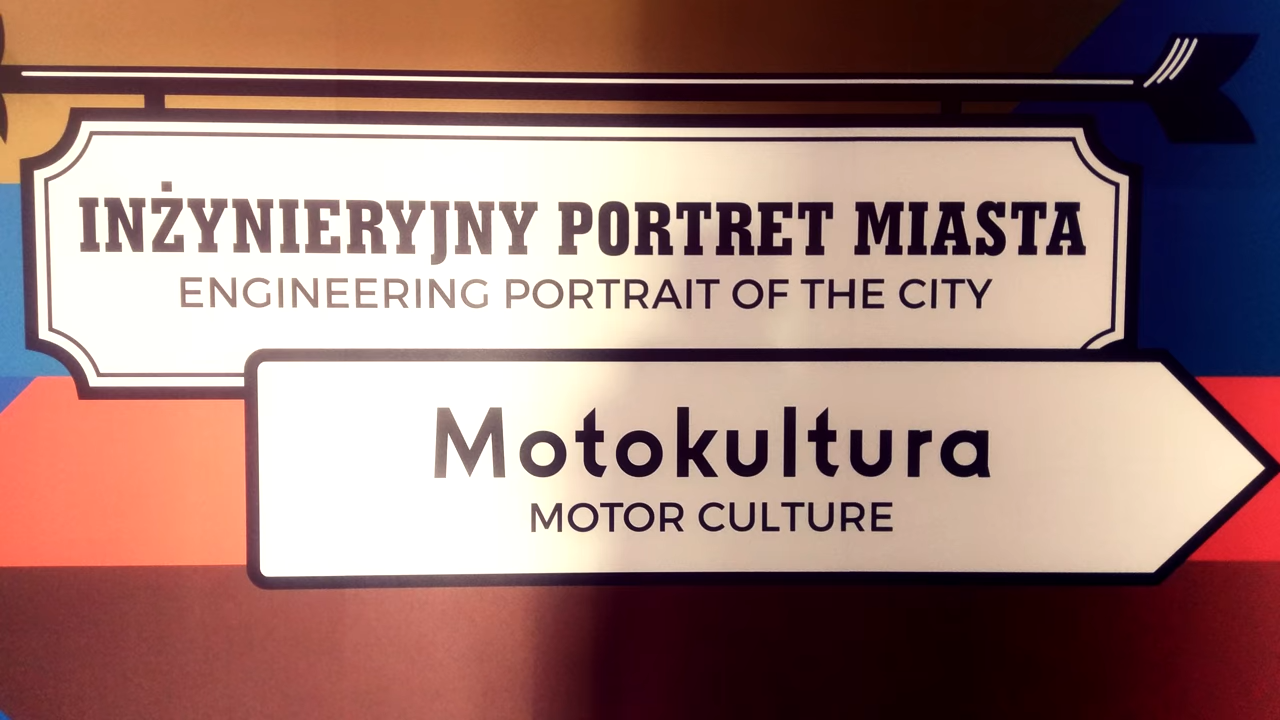 INŻYNIERYJNY PORTRET MIASTA
ENGINEERING PORTRAIT OF THE CITY
Motokultura
MOTOR CULTURE